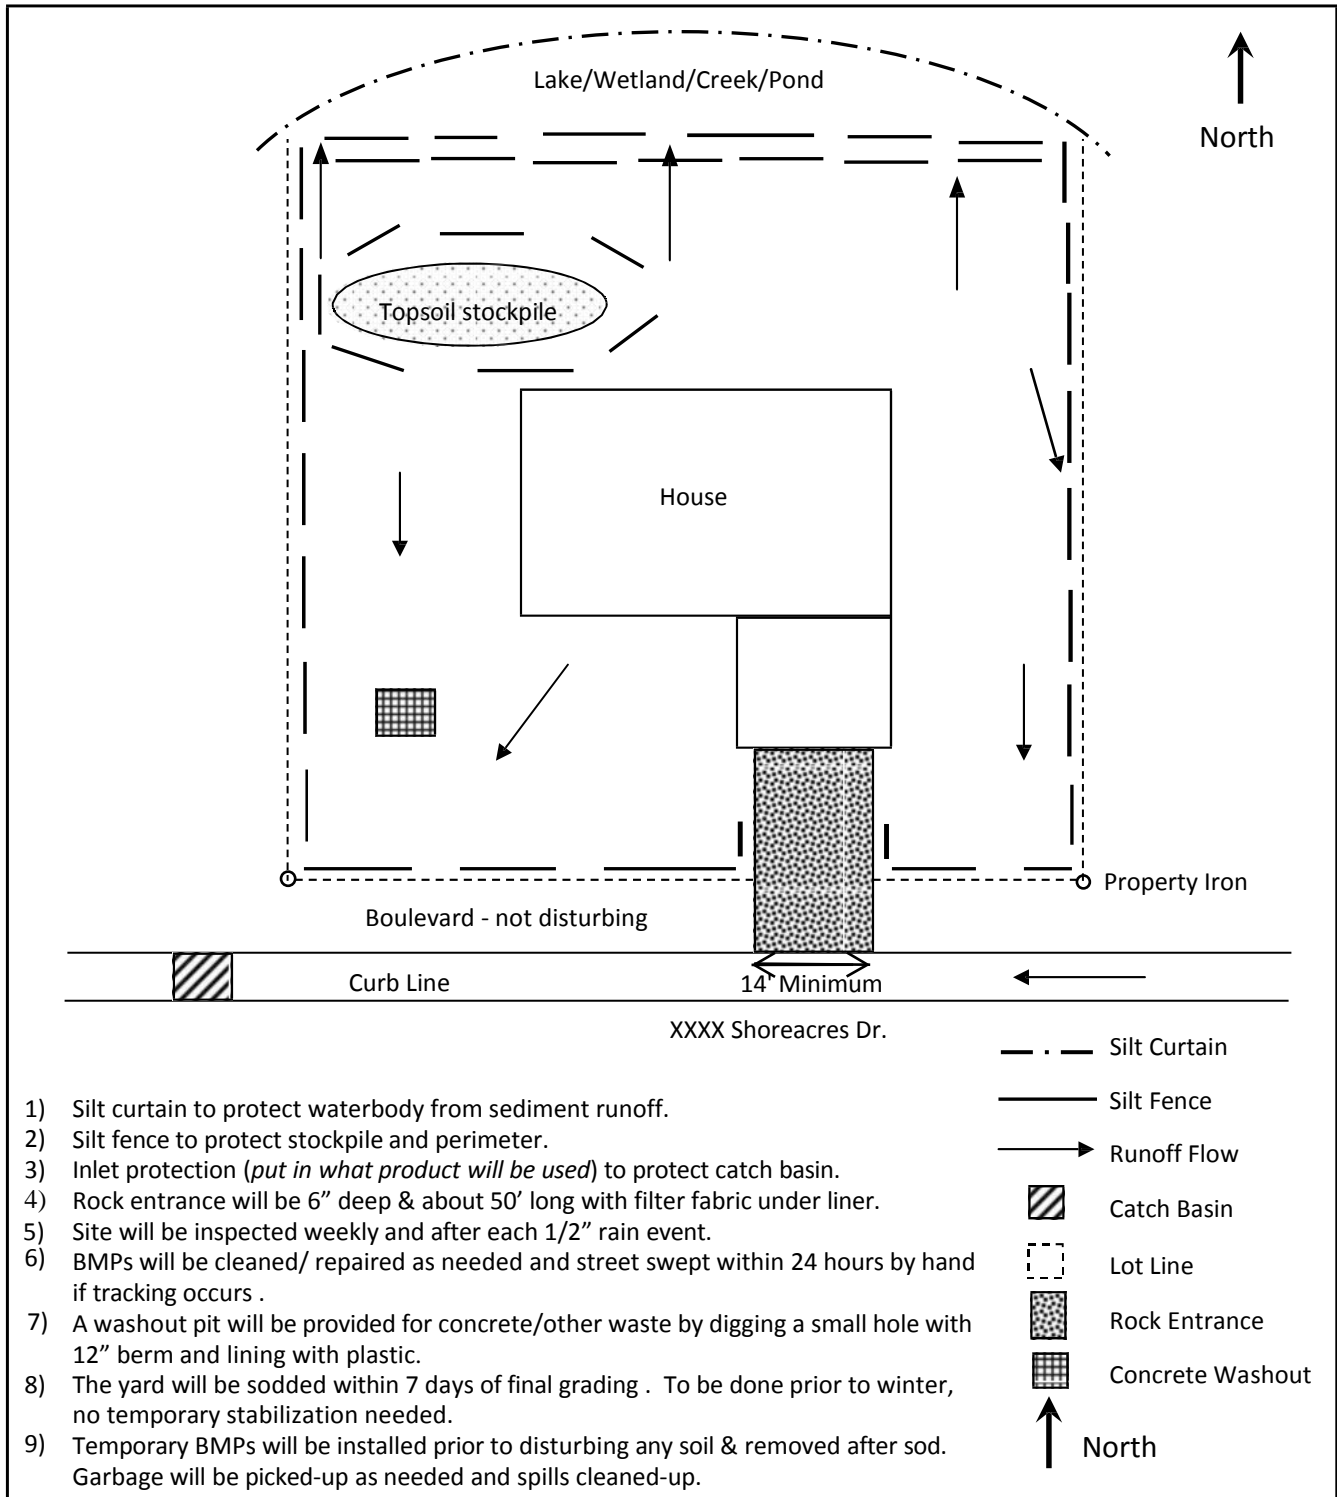 Lake/Wetland/Creek/Pond
North
Topsoil stockpile
House
Property Iron
Boulevard - not disturbing
Curb Line
14' Minimum
XXXX Shoreacres Dr.
Silt Curtain
Silt Fence
Runoff Flow
Catch Basin
Lot Line
Rock Entrance
Concrete Washout
North
1) Silt curtain to protect waterbody from sediment runoff.
2) Silt fence to protect stockpile and perimeter.
3) Inlet protection (put in what product will be used) to protect catch basin.
4) Rock entrance will be 6” deep & about 50’ long with filter fabric under liner.
5) Site will be inspected weekly and after each 1/2” rain event.
6) BMPs will be cleaned/ repaired as needed and street swept within 24 hours by hand
if tracking occurs .
7) A washout pit will be provided for concrete/other waste by digging a small hole with
12” berm and lining with plastic.
8) The yard will be sodded within 7 days of final grading . To be done prior to winter,
no temporary stabilization needed.
9) Temporary BMPs will be installed prior to disturbing any soil & removed after sod.
Garbage will be picked-up as needed and spills cleaned-up.